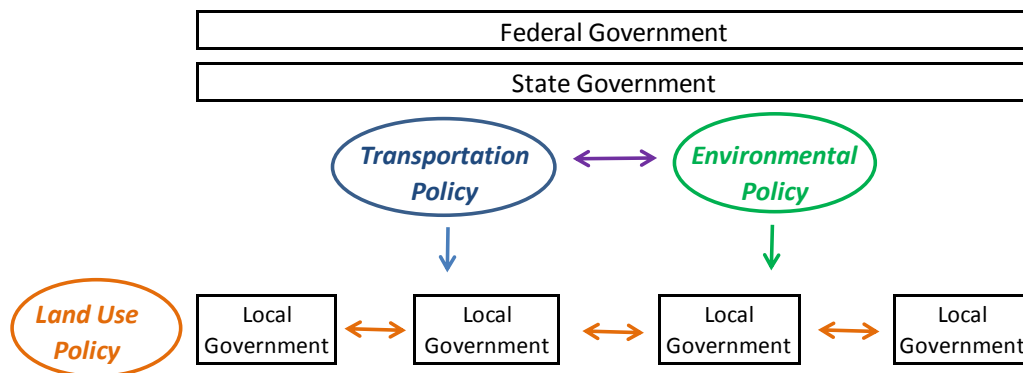 Federal Government
State Government
Transportation
Policy
Environmental
Policy
Land Use
Policy
Local
Government
Local
Government
Local
Government
Local
Government